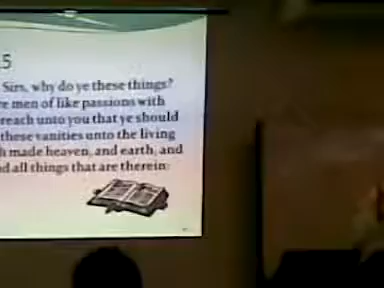 5
Sirs, why do ye these things?
e men of like passions with
reach unto you that ye should
these vanities unto the living
h made heaven, and earth, and
d all things that are therein: